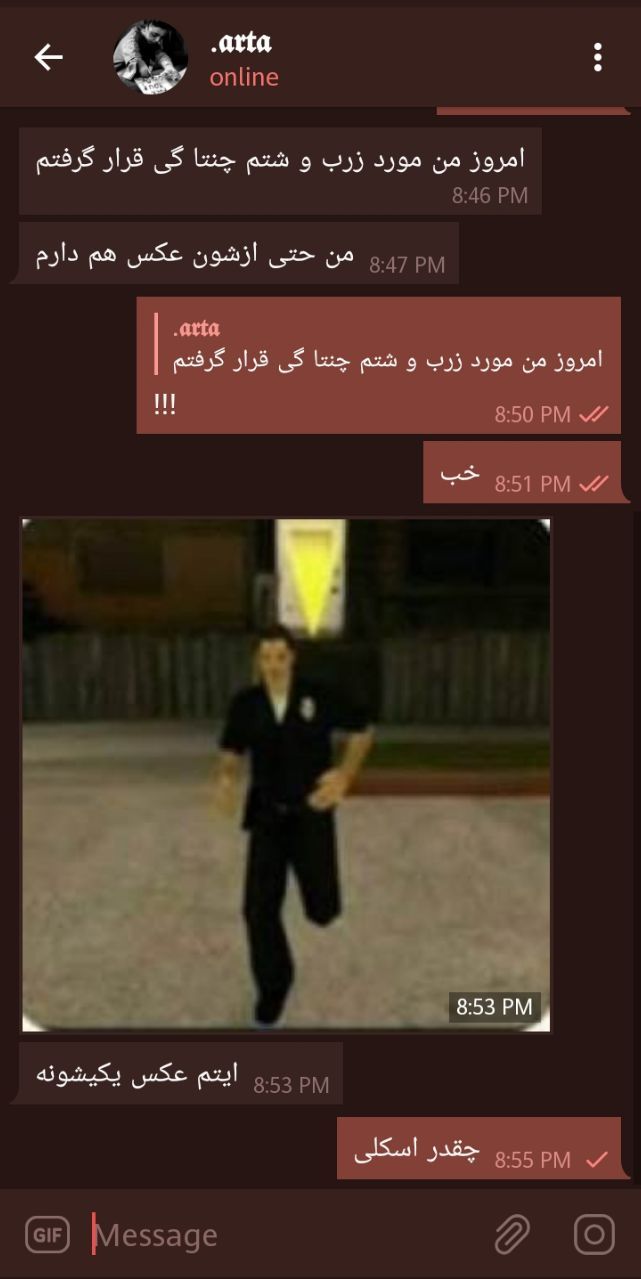 .arta
online
امروز من مورد زرب و شتم چنتا گی قرار گرفتم
8:46 PM
من حتی ازشون عکس هم دارم
8:47 PM
.arta
امروز من مورد زرب و شتم چنتا گی قرار گرفتم
!!!
8:50 PM
خب
8:51 PM
8:53 PM
ایتم عکس یکیشونه
8:53 PM
چقدر اسکلی
8:55 PM
GIF
Message